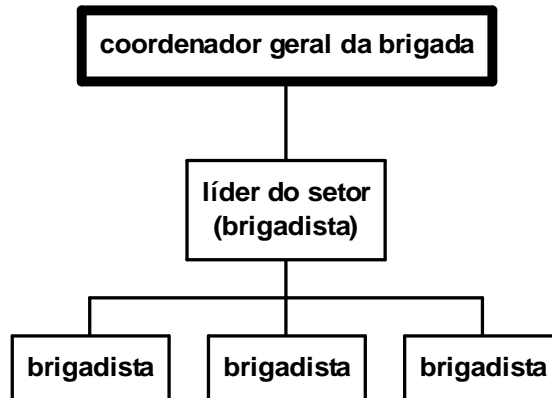 coordenador geral da brigada
líder do setor
(brigadista)
brigadista
brigadista
brigadista